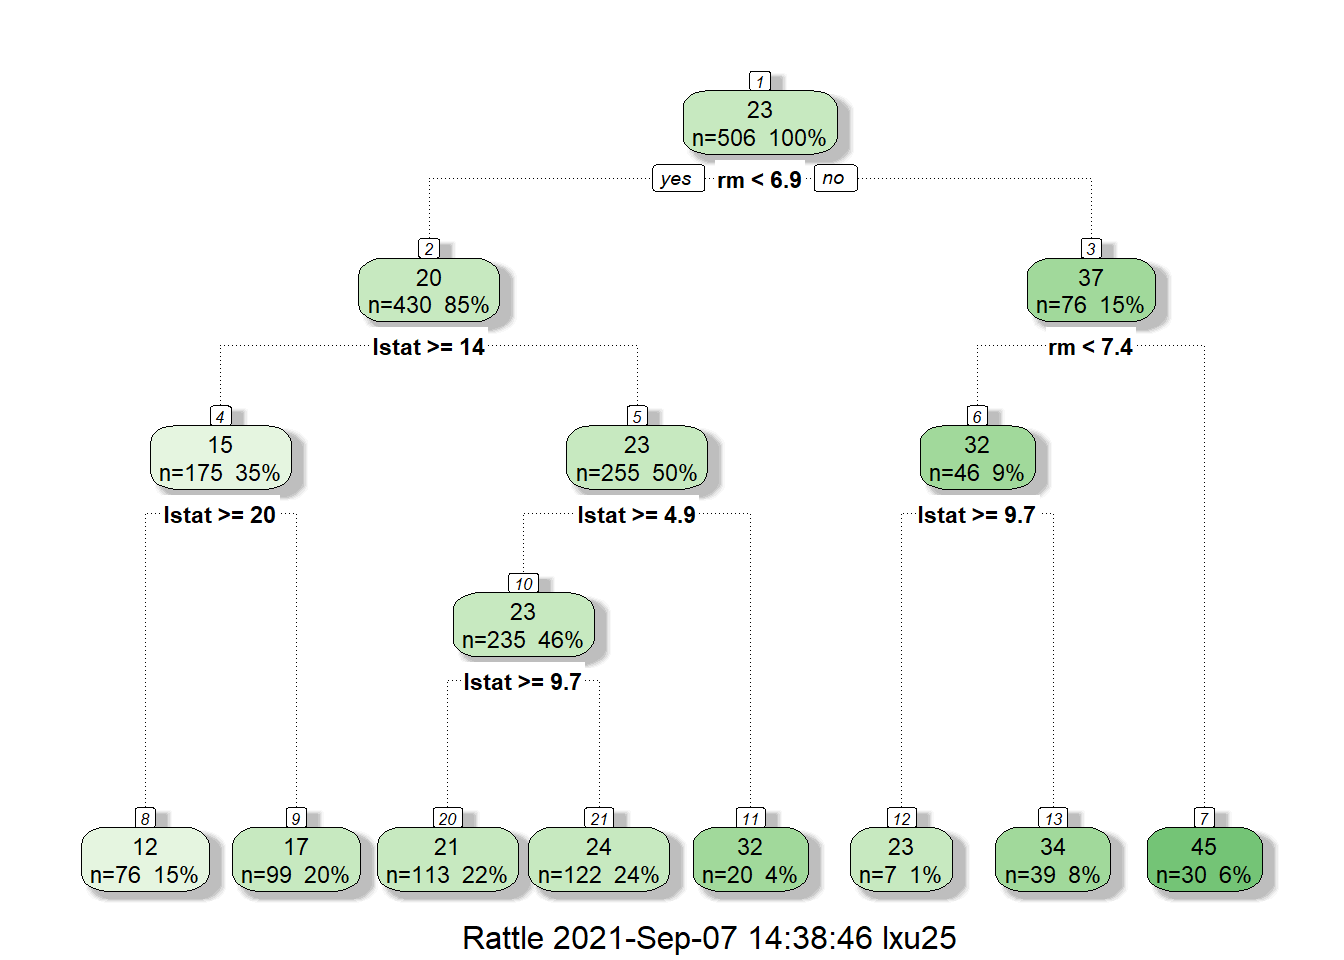 1
23
n=506 100%
yes rm < 6.9 no
2 3
20 37
n=430 85% n=76 15%
lstat >= 14 rm < 7.4
4 5 6
15 23 32
n=175 35% n=255 50% n=46 9%
lstat >= 20 lstat >= 4.9 lstat >= 9.7
10
23
n=235 46%
lstat >= 9.7
8 9 20 21 11 12 13 7
12 17 21 24 32 23 34 45
n=76 15% n=99 20% n=113 22% n=122 24% n=20 4% n=7 1% n=39 8% n=30 6%
Rattle 2021-Sep-07 14:38:46 lxu25